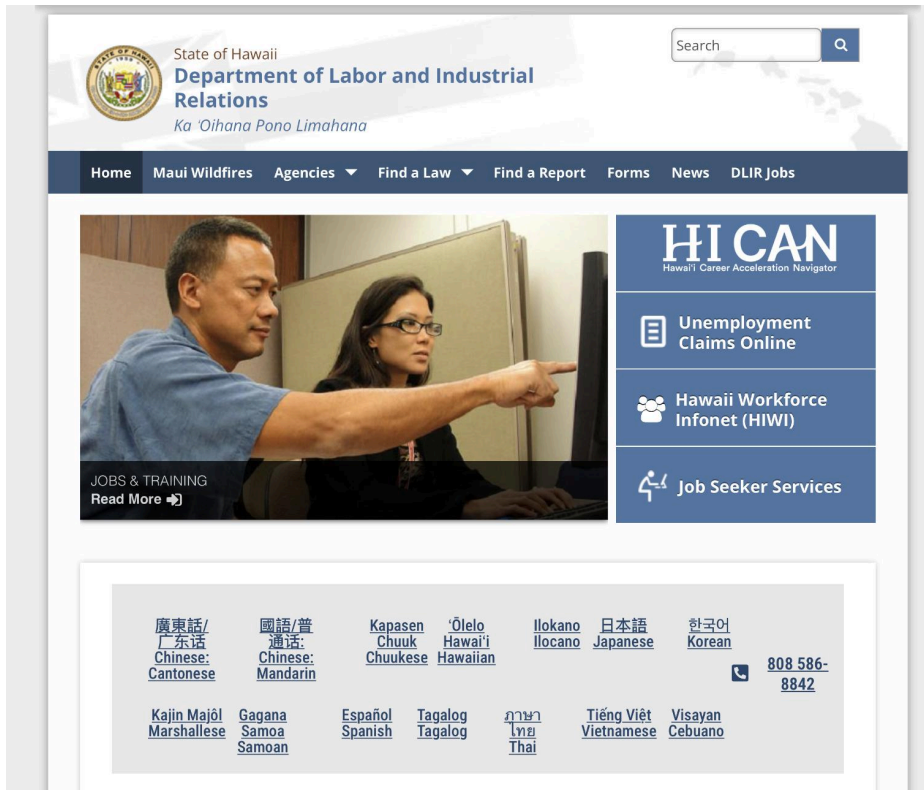 State of Hawaii
Department of Labor and Industrial
Relations
Ka ʻOihana Pono Limahana
Search
Home Maui Wildfires Agencies Find a Law Find a Report Forms News DLIR Jobs
JOBS & TRAINING
Read More
HI CAN
Hawai'i Career Acceleration Navigator
Unemployment
Claims Online
Hawaii Workforce
Infonet (HIWI)
Job Seeker Services
廣東話/
广东话
Chinese:
Cantonese
國語/普
通话:
Chinese:
Mandarin
Kapasen
Chuuk
Chuukese
ʻŌlelo
Hawaiʻi
Hawaiian
Ilokano
Ilocano
日本語
Japanese
한국어
Korean
808 586-
8842
Kajin Majôl
Marshallese
Gagana
Samoa
Samoan
Español
Spanish
Tagalog
Tagalog
ภาษา
ไทย
Thai
Tiếng Việt
Vietnamese
Visayan
Cebuano